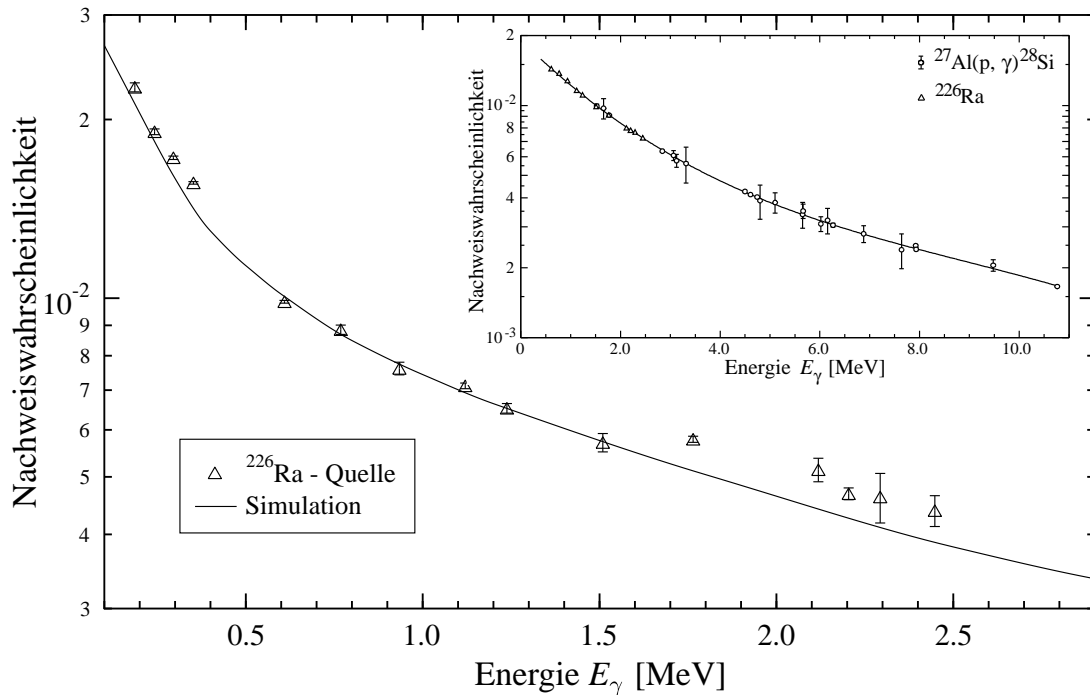 Nachweiswahrscheinlichkeit
3
2
10⁻²
9
8
7
6
5
4
3
0.5 1.0 1.5 2.0 2.5
Energie Eγ [MeV]
²²⁶Ra - Quelle
Simulation
Nachweiswahrscheinlichkeit
2
10⁻²
8
6
4
2
10⁻³
0 2.0 4.0 6.0 8.0 10.0
Energie Eγ [MeV]
²⁷Al(p, γ)²⁸Si
²²⁶Ra